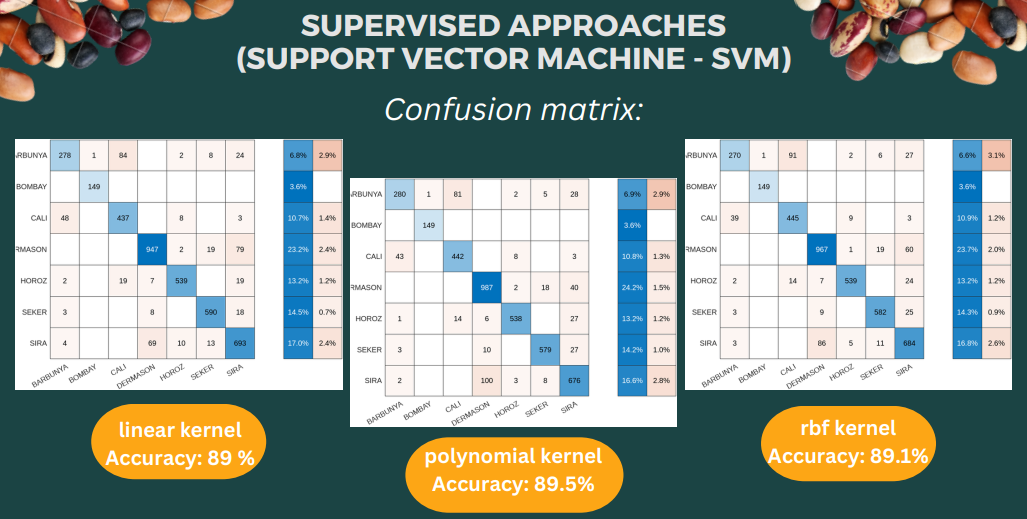 SUPERVISED APPROACHES
(SUPPORT VECTOR MACHINE - SVM)
Confusion matrix:
RBUNYA 278 1 84 2 8 24 6.8% 2.9%
BOMBAY 149 3.6%
CALI 48 437 8 3 10.7% 1.4%
RMASON 947 2 19 79 23.2% 2.4%
HOROZ 2 19 7 539 19 13.2% 1.2%
SEKER 3 8 590 18 14.5% 0.7%
SIRA 4 69 10 13 693 17.0% 2.4%
BARBUNYA BOMBAY CALI DERMASON HOROZ SEKER SIRA
linear kernel
Accuracy: 89 %
RBUNYA 280 1 81 2 5 28 6.9% 2.9%
BOMBAY 149 3.6%
CALI 43 442 8 3 10.8% 1.3%
RMASON 987 2 18 40 24.2% 1.5%
HOROZ 1 14 6 538 27 13.2% 1.2%
SEKER 3 10 579 27 14.2% 1.0%
SIRA 2 100 3 8 676 16.6% 2.8%
BARBUNYA BOMBAY CALI DERMASON HOROZ SEKER SIRA
polynomial kernel
Accuracy: 89.5%
RBUNYA 270 1 91 2 6 27 6.6% 3.1%
BOMBAY 149 3.6%
CALI 39 445 9 3 10.9% 1.2%
RMASON 967 1 19 60 23.7% 2.0%
HOROZ 2 14 7 539 24 13.2% 1.2%
SEKER 3 9 582 25 14.3% 0.9%
SIRA 3 86 5 11 684 16.8% 2.6%
BARBUNYA BOMBAY CALI DERMASON HOROZ SEKER SIRA
rbf kernel
Accuracy: 89.1%